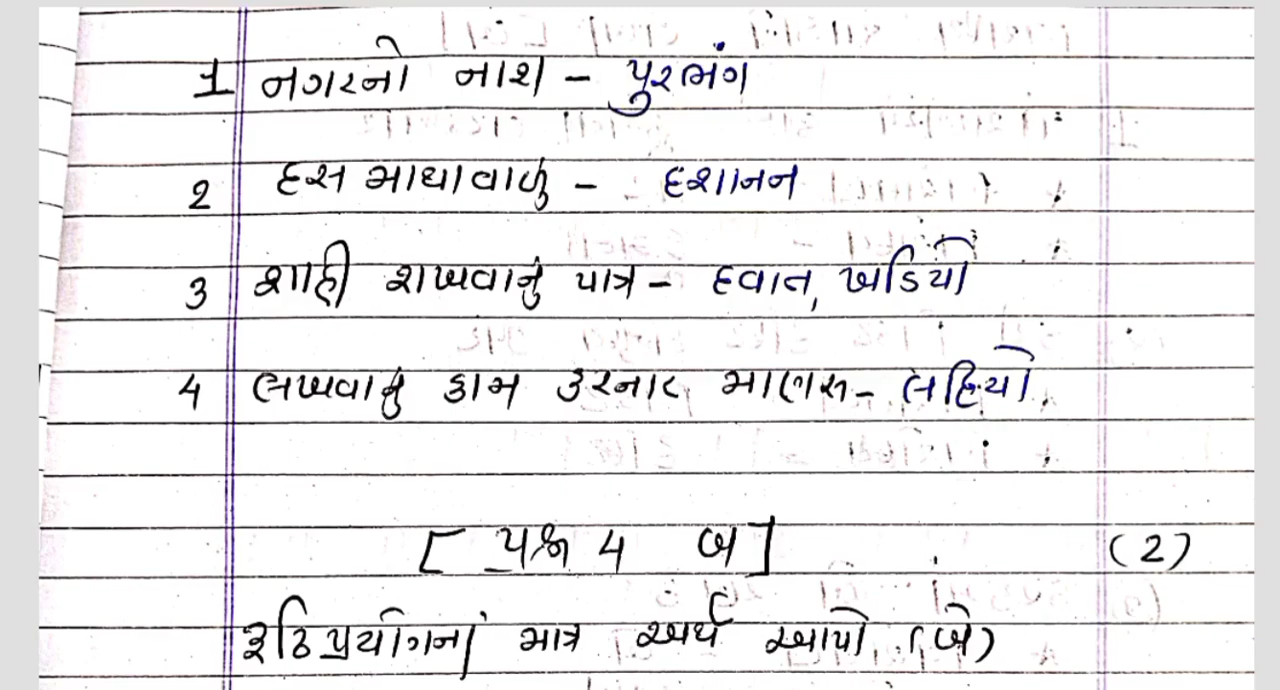 1 નગરનો નાશ - પુરભંગ
2 દસ માથાવાળુ - દશાનન
3 શાહી રાખવાનું પાત્ર - દવાત, ખડિયો
4 લખવાનું કામ કરનાર માણસ - લહિયો.
[ પ્રશ્ન 4 બ ] (2)
રૂઢિપ્રયોગનાં માત્ર અર્થ આપો. (બે)